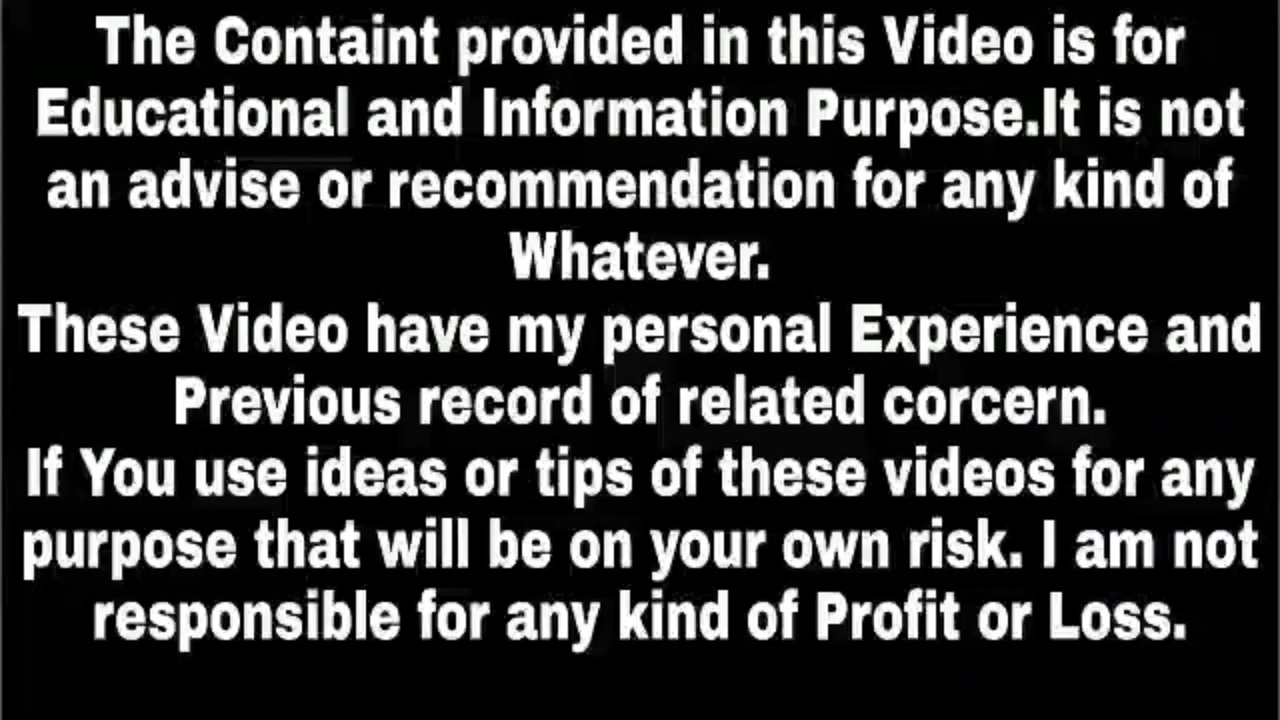 The Containt provided in this Video is for
Educational and Information Purpose.It is not
an advise or recommendation for any kind of
Whatever.
These Video have my personal Experience and
Previous record of related corcern.
If You use ideas or tips of these videos for any
purpose that will be on your own risk. I am not
responsible for any kind of Profit or Loss.